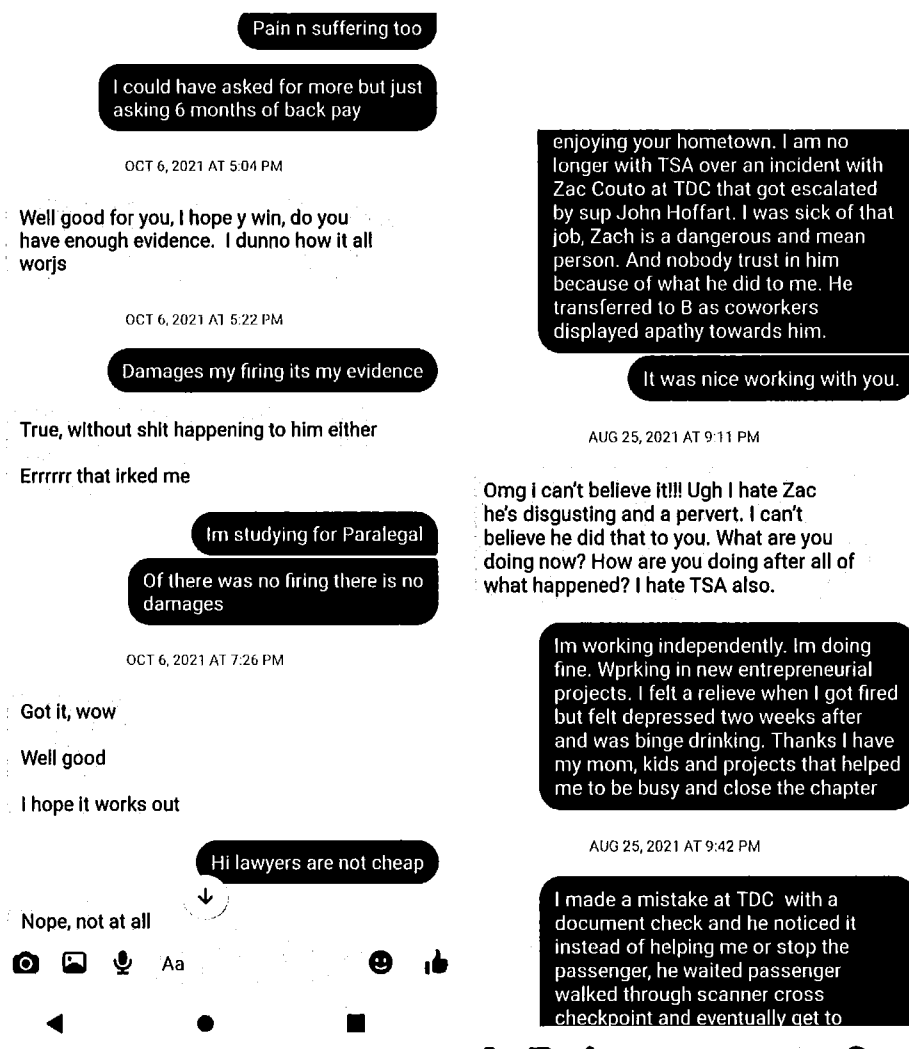 Pain n suffering too
I could have asked for more but just
asking 6 months of back pay
OCT 6, 2021 AT 5:04 PM
Well good for you, I hope y win, do you
have enough evidence. I dunno how it all
worjs
OCT 6, 2021 AT 5:22 PM
Damages my firing its my evidence
True, without shit happening to him either
Errrrrr that irked me
Im studying for Paralegal
Of there was no firing there is no
damages
OCT 6, 2021 AT 7:26 PM
Got it, wow
Well good
I hope it works out
Hi lawyers are not cheap
Nope, not at all
Aa
enjoying your hometown. I am no
longer with TSA over an incident with
Zac Couto at TDC that got escalated
by sup John Hoffart. I was sick of that
job, Zach is a dangerous and mean
person. And nobody trust in him
because of what he did to me. He
transferred to B as coworkers
displayed apathy towards him.
It was nice working with you.
AUG 25, 2021 AT 9:11 PM
Omg i can't believe it!!! Ugh I hate Zac
he's disgusting and a pervert. I can't
believe he did that to you. What are you
doing now? How are you doing after all of
what happened? I hate TSA also.
Im working independently. Im doing
fine. Wprking in new entrepreneurial
projects. I felt a relieve when I got fired
but felt depressed two weeks after
and was binge drinking. Thanks I have
my mom, kids and projects that helped
me to be busy and close the chapter
AUG 25, 2021 AT 9:42 PM
I made a mistake at TDC with a
document check and he noticed it
instead of helping me or stop the
passenger, he waited passenger
walked through scanner cross
checkpoint and eventually get to